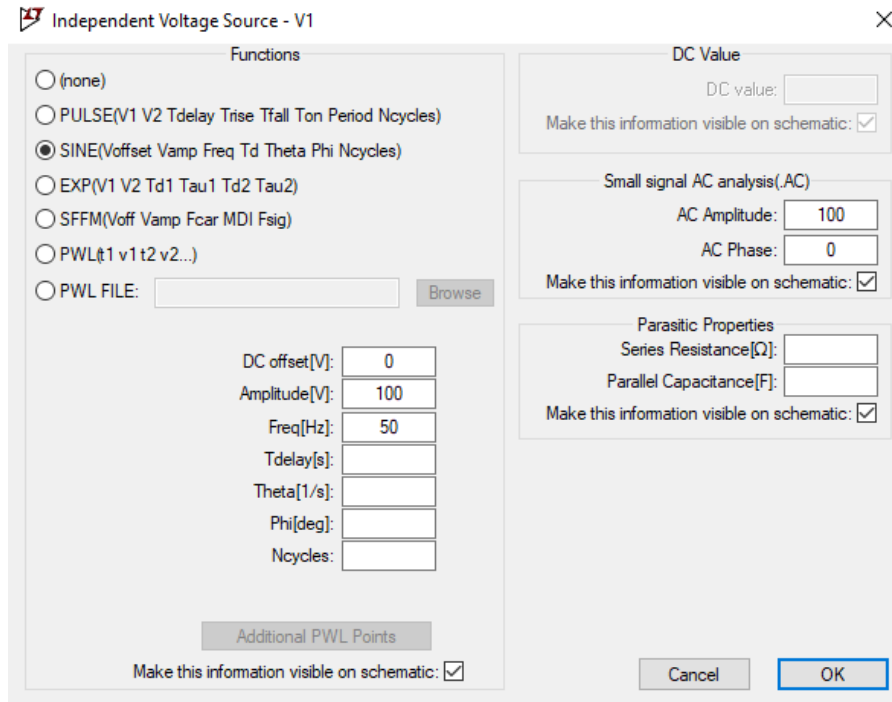 Independent Voltage Source - V1
Functions
(none)
PULSE(V1 V2 Tdelay Trise Tfall Ton Period Ncycles)
SINE(Voffset Vamp Freq Td Theta Phi Ncycles)
EXP(V1 V2 Td1 Tau1 Td2 Tau2)
SFFM(Voff Vamp Fcar MDI Fsig)
PWL(t1 v1 t2 v2...)
PWL FILE: Browse
DC offset[V]: 0
Amplitude[V]: 100
Freq[Hz]: 50
Tdelay[s]:
Theta[1/s]:
Phi[deg]:
Ncycles:
Additional PWL Points
Make this information visible on schematic:
DC Value
DC value:
Make this information visible on schematic:
Small signal AC analysis(.AC)
AC Amplitude: 100
AC Phase: 0
Make this information visible on schematic:
Parasitic Properties
Series Resistance[Ω]:
Parallel Capacitance[F]:
Make this information visible on schematic:
Cancel OK